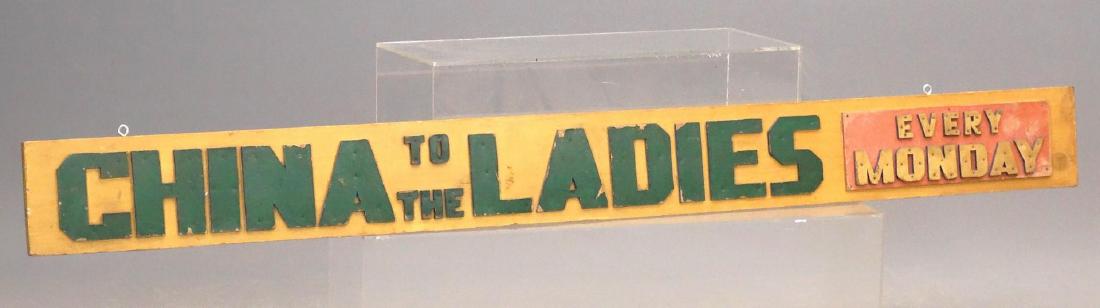 CHINA TO THE LADIES
EVERY
MONDAY